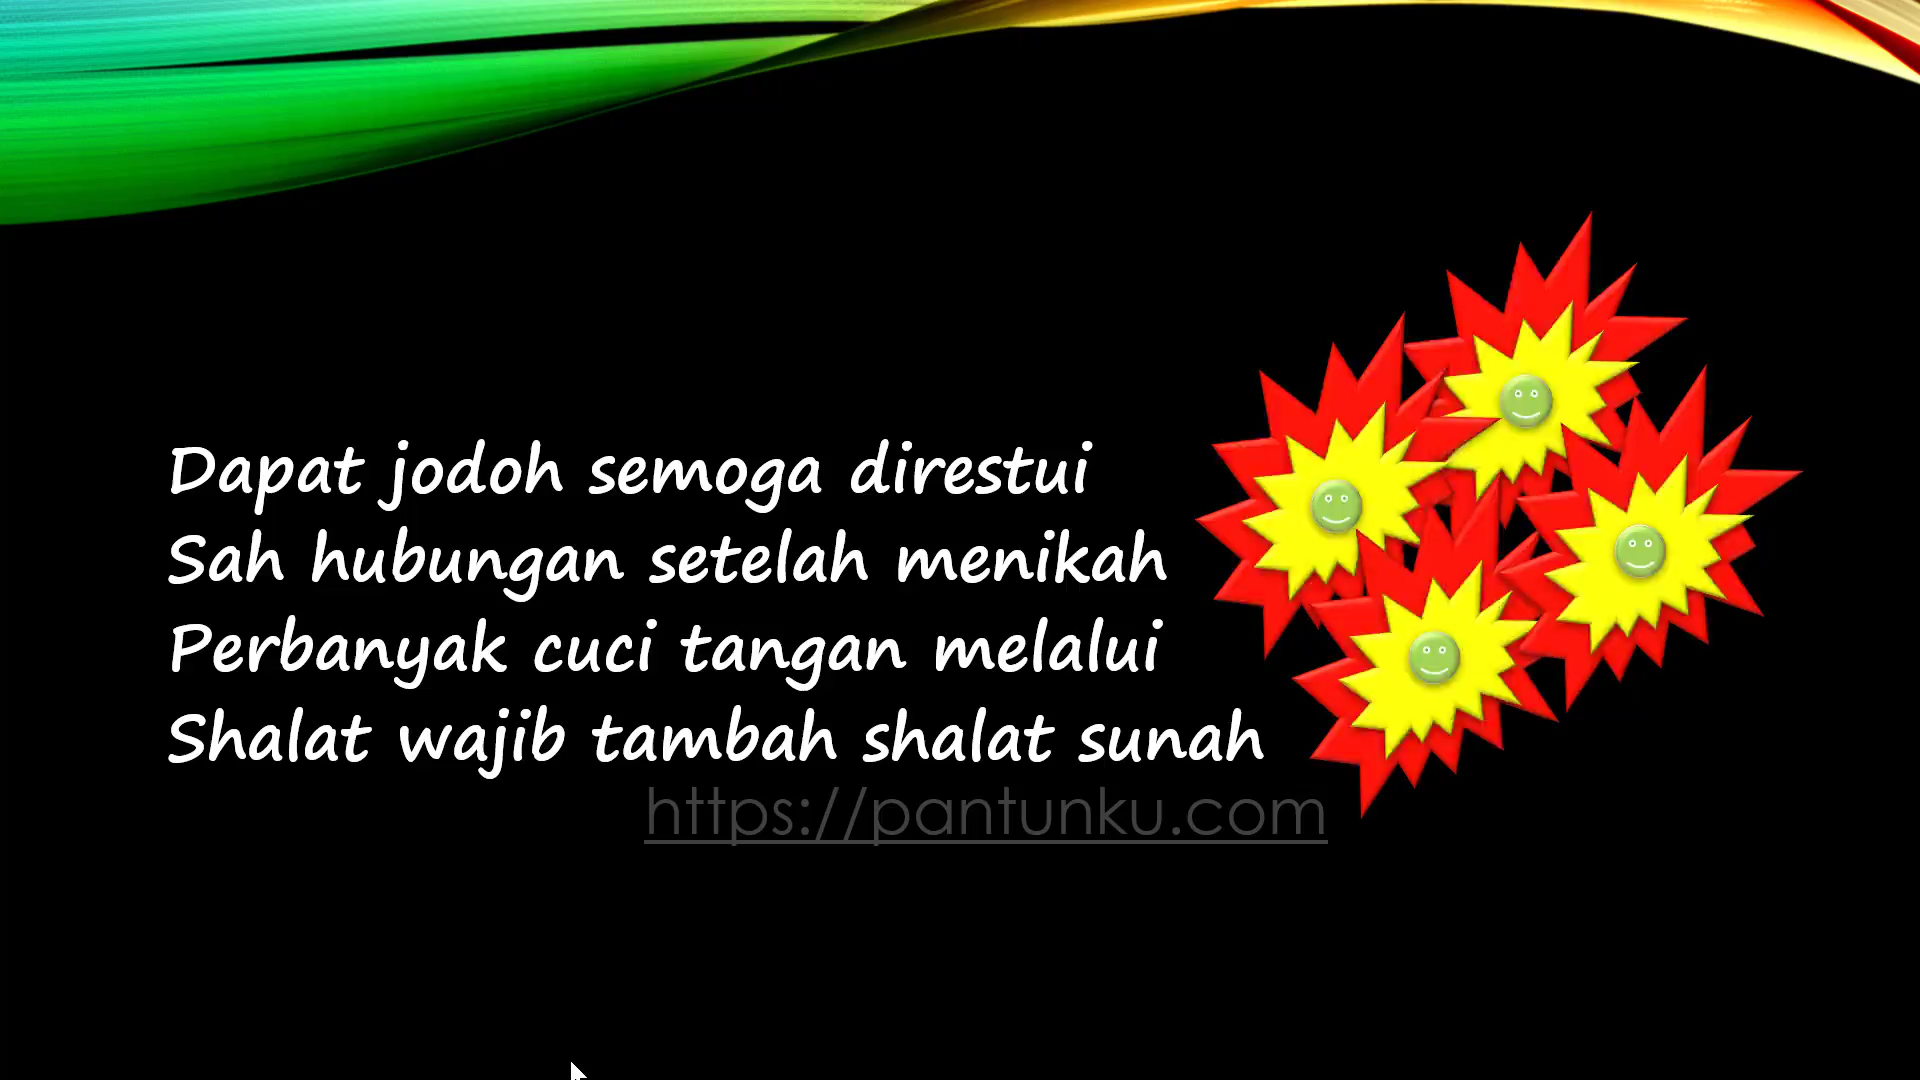 Dapat jodoh semoga direstui
Sah hubungan setelah menikah
Perbanyak cuci tangan melalui
Shalat wajib tambah shalat sunah
https://pantunku.com